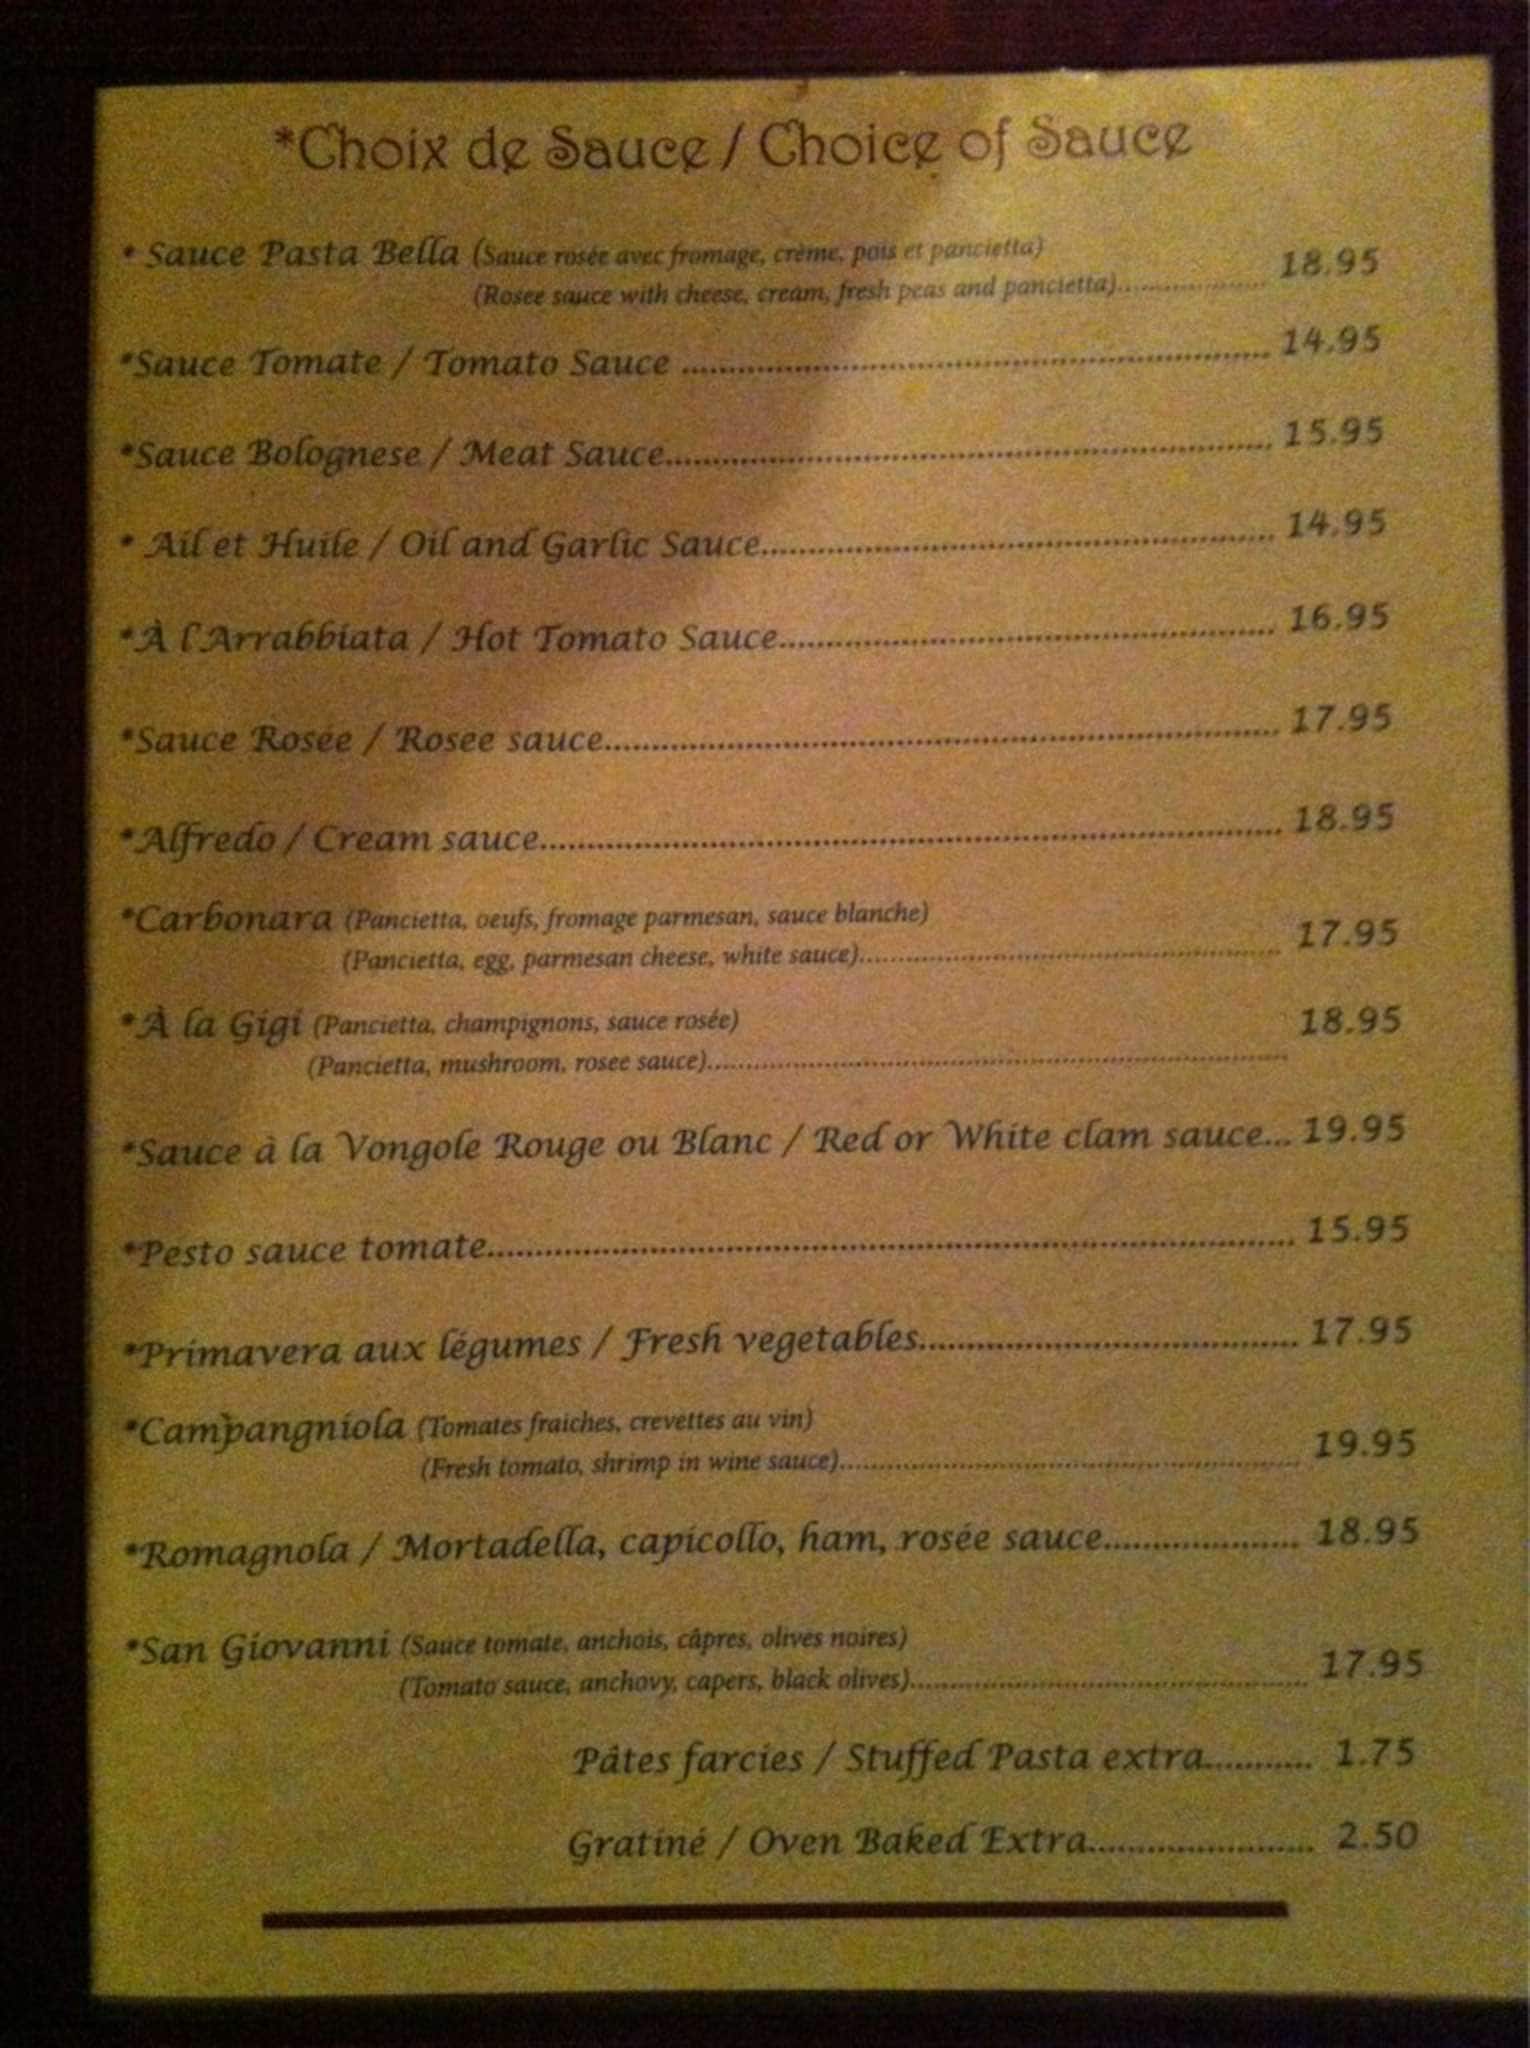 *Choix de Sauce / Choice of Sauce
* Sauce Pasta Bella (Sauce rosée avec fromage, crème, pois et pancietta)
(Rosee sauce with cheese, cream, fresh peas and pancietta).................. 18.95
*Sauce Tomate / Tomato Sauce ............................................................ 14.95
*Sauce Bolognese / Meat Sauce............................................................. 15.95
* Ail et Huile / Oil and Garlic Sauce.................................................... 14.95
*À l'Arrabbiata / Hot Tomato Sauce.................................................. 16.95
*Sauce Rosée / Rosee sauce.................................................................... 17.95
*Alfredo / Cream sauce........................................................................... 18.95
*Carbonara (Pancietta, oeufs, fromage parmesan, sauce blanche)
(Pancietta, egg, parmesan cheese, white sauce)...................................................... 17.95
*À la Gigi (Pancietta, champignons, sauce rosée)
(Pancietta, mushroom, rosee sauce).......................................................................... 18.95
*Sauce à la Vongole Rouge ou Blanc / Red or White clam sauce... 19.95
*Pesto sauce tomate................................................................................. 15.95
*Primavera aux légumes / Fresh vegetables...................................... 17.95
*Campangniola (Tomates fraiches, crevettes au vin)
(Fresh tomato, shrimp in wine sauce)........................................................... 19.95
*Romagnola / Mortadella, capicollo, ham, rosée sauce.................... 18.95
*San Giovanni (Sauce tomate, anchois, câpres, olives noires)
(Tomato sauce, anchovy, capers, black olives).................................................. 17.95
Pâtes farcies / Stuffed Pasta extra........... 1.75
Gratiné / Oven Baked Extra....................... 2.50